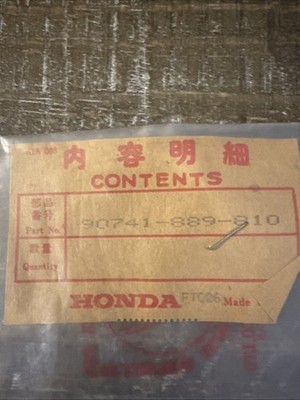 内容明細
CONTENTS
部品
番号
Part No.
90741-889-810
数量
Quantity
HONDA FT026 Made